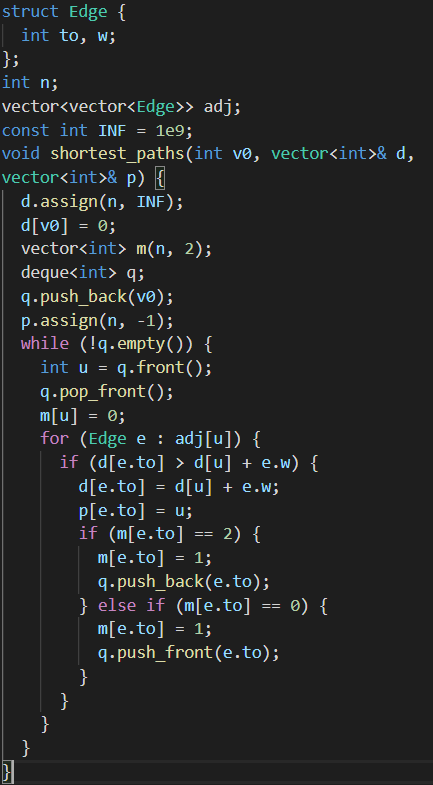 struct Edge {
  int to, w;
};
int n;
vector<vector<Edge>> adj;
const int INF = 1e9;
void shortest_paths(int v0, vector<int>& d,
vector<int>& p) {
  d.assign(n, INF);
  d[v0] = 0;
  vector<int> m(n, 2);
  deque<int> q;
  q.push_back(v0);
  p.assign(n, -1);
  while (!q.empty()) {
    int u = q.front();
    q.pop_front();
    m[u] = 0;
    for (Edge e : adj[u]) {
      if (d[e.to] > d[u] + e.w) {
        d[e.to] = d[u] + e.w;
        p[e.to] = u;
        if (m[e.to] == 2) {
          m[e.to] = 1;
          q.push_back(e.to);
        } else if (m[e.to] == 0) {
          m[e.to] = 1;
          q.push_front(e.to);
        }
      }
    }
  }
}